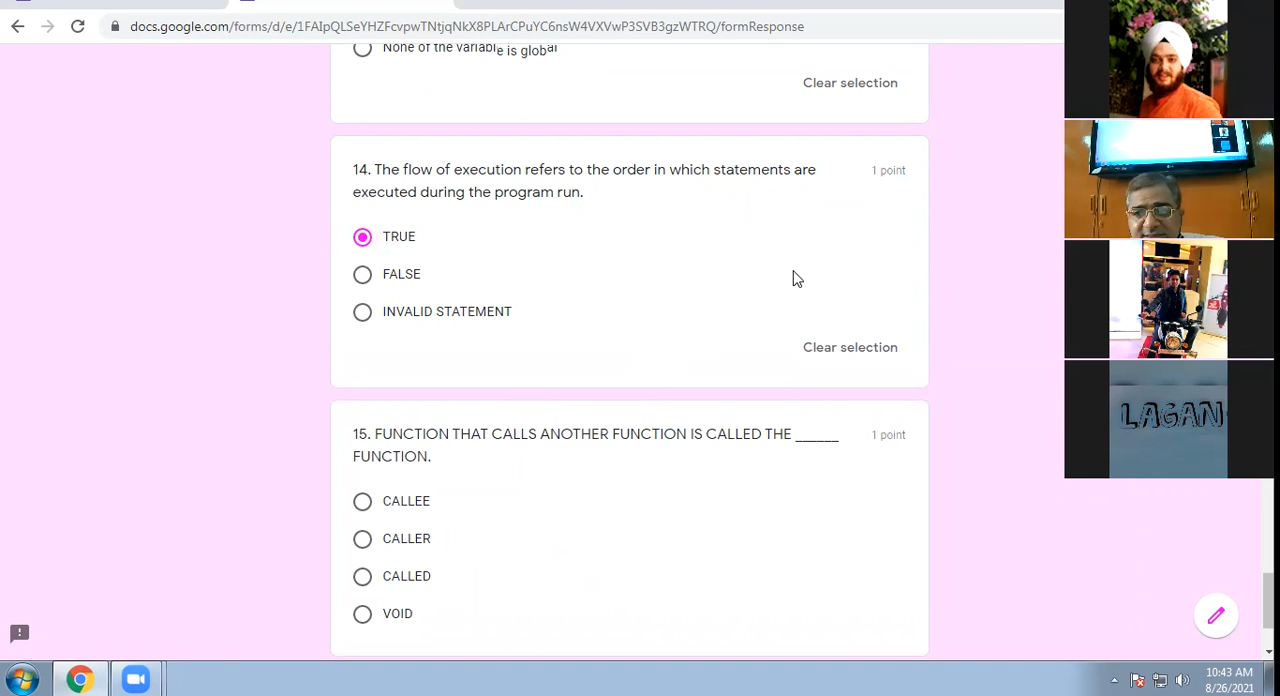 docs.google.com/forms/d/e/1FAIpQLSeYHZFcvpwTNtjqNkX8PLArCPuYC6nsW4VXVwP3SVB3gzWTRQ/formResponse
None of the variable is global
Clear selection
14. The flow of execution refers to the order in which statements are
executed during the program run.
1 point
TRUE
FALSE
INVALID STATEMENT
Clear selection
15. FUNCTION THAT CALLS ANOTHER FUNCTION IS CALLED THE ______
FUNCTION.
1 point
CALLEE
CALLER
CALLED
VOID
LAGAN
10:43 AM
8/26/2021